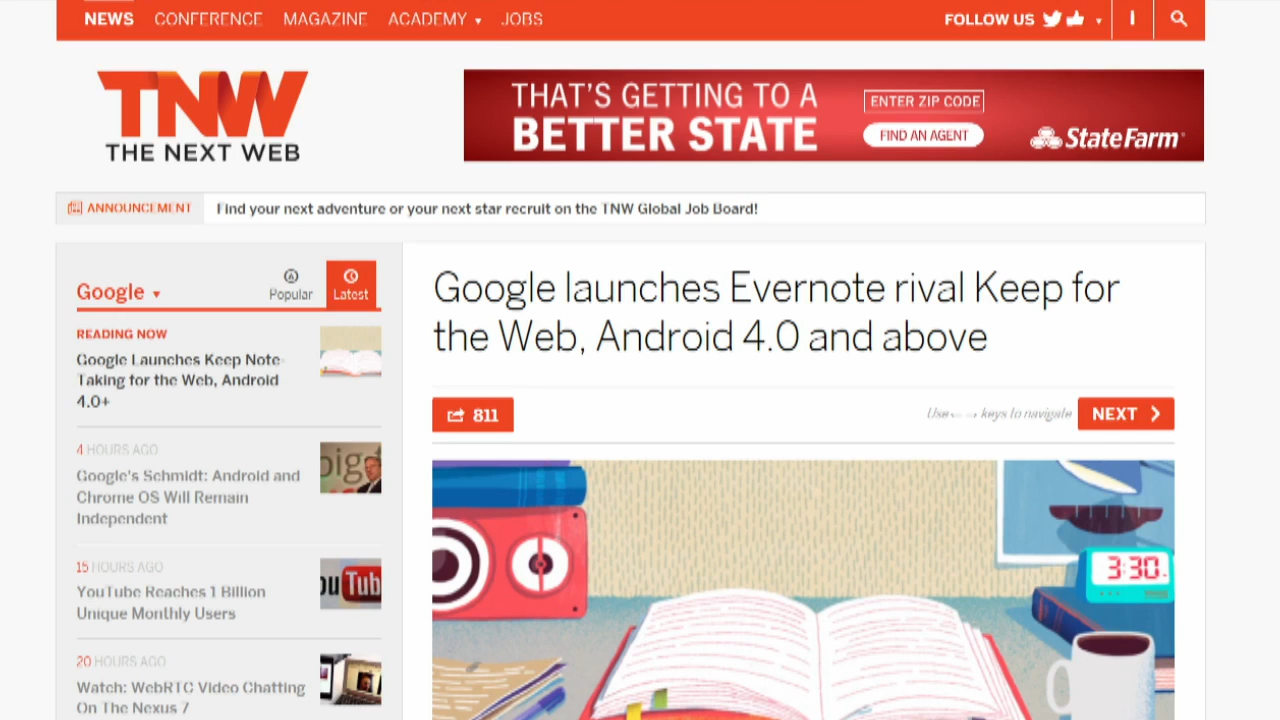 NEWS CONFERENCE MAGAZINE ACADEMY JOBS FOLLOW US
TNW
THE NEXT WEB
THAT'S GETTING TO A
BETTER STATE
ENTER ZIP CODE
FIND AN AGENT
StateFarm
ANNOUNCEMENT Find your next adventure or your next star recruit on the TNW Global Job Board!
Google Popular Latest
READING NOW
Google Launches Keep Note-
Taking for the Web, Android
4.0+
4 HOURS AGO
Google's Schmidt: Android and
Chrome OS Will Remain
Independent
15 HOURS AGO
YouTube Reaches 1 Billion
Unique Monthly Users
20 HOURS AGO
Watch: WebRTC Video Chatting
On The Nexus 7
big
ou Tub
Google launches Evernote rival Keep for
the Web, Android 4.0 and above
811
Use ← → keys to navigate NEXT
3:30